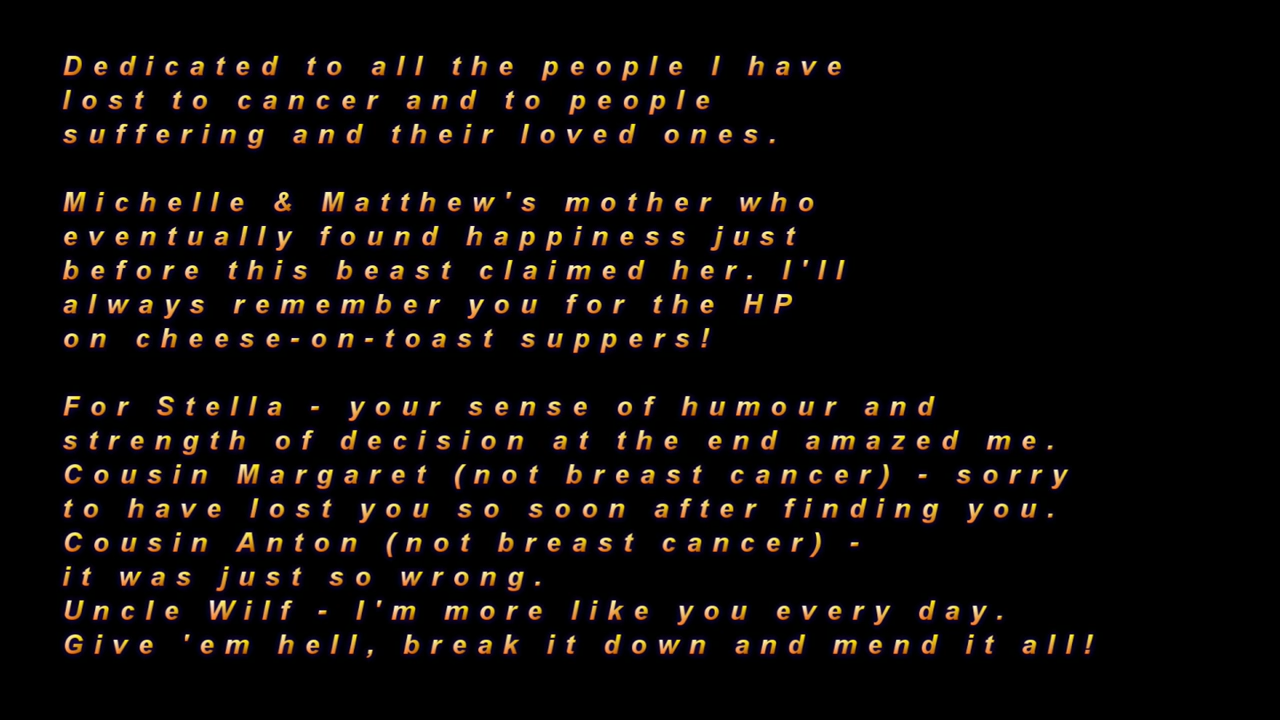 Dedicated to all the people I have
lost to cancer and to people
suffering and their loved ones.
Michelle & Matthew's mother who
eventually found happiness just
before this beast claimed her. I'll
always remember you for the HP
on cheese-on-toast suppers!
For Stella - your sense of humour and
strength of decision at the end amazed me.
Cousin Margaret (not breast cancer) - sorry
to have lost you so soon after finding you.
Cousin Anton (not breast cancer) -
it was just so wrong.
Uncle Wilf - I'm more like you every day.
Give 'em hell, break it down and mend it all!